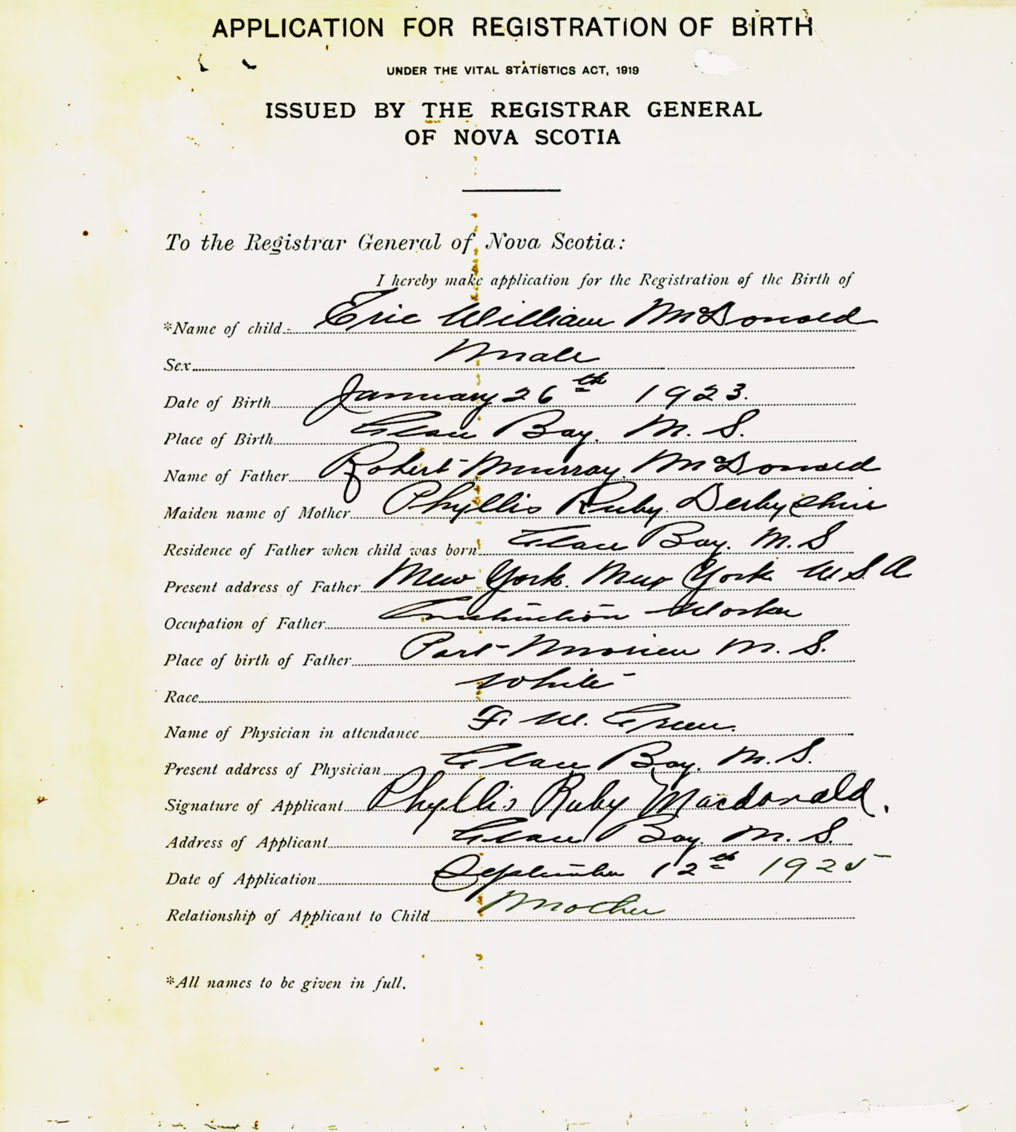 APPLICATION FOR REGISTRATION OF BIRTH
UNDER THE VITAL STATISTICS ACT, 1919
ISSUED BY THE REGISTRAR GENERAL
OF NOVA SCOTIA
To the Registrar General of Nova Scotia:
I hereby make application for the Registration of the Birth of
*Name of child Eric William McDonald
Sex Male
Date of Birth January 26th 1923.
Place of Birth Glace Bay. N. S.
Name of Father Robert Murray McDonald
Maiden name of Mother Phyllis Ruby Derbyshire
Residence of Father when child was born Glace Bay. N. S
Present address of Father New York. New York U. S. A
Occupation of Father Construction Worker
Place of birth of Father Port Morien N. S.
Race White
Name of Physician in attendance F. W. Green.
Present address of Physician Glace Bay. N. S.
Signature of Applicant Phyllis Ruby Macdonald.
Address of Applicant Glace Bay. N. S.
Date of Application September 12th 1925
Relationship of Applicant to Child Mother
*All names to be given in full.